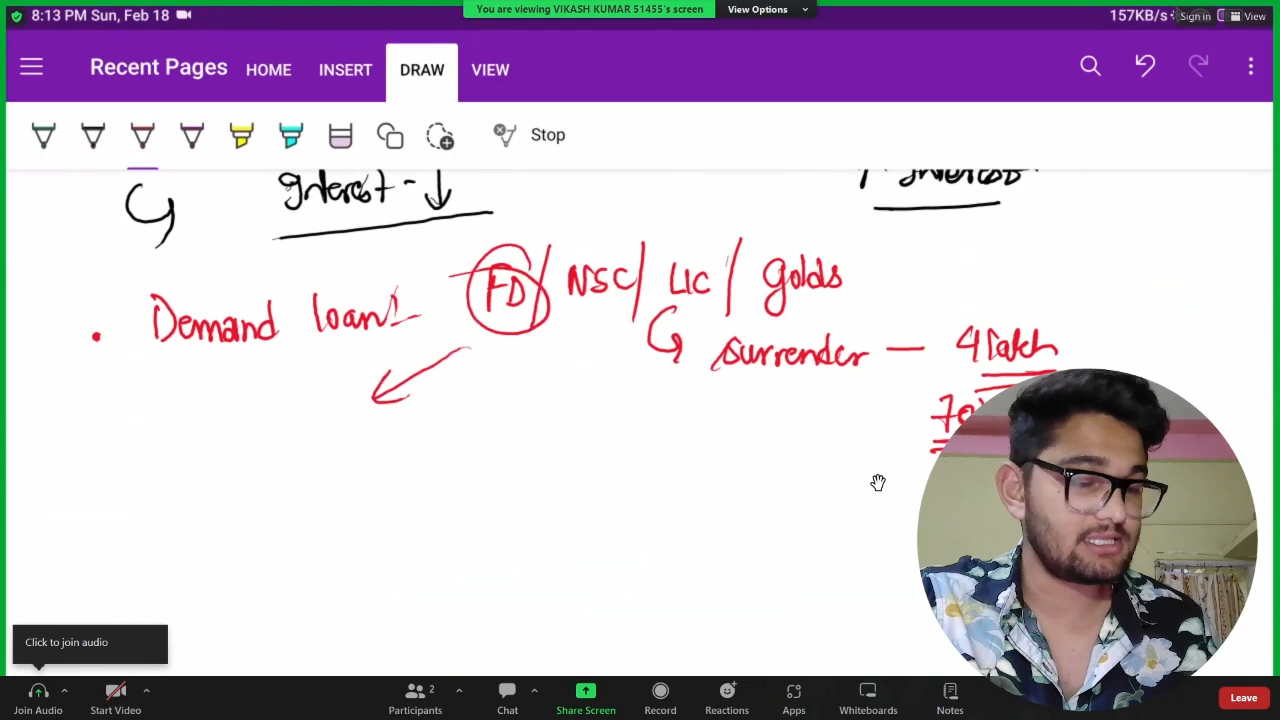 8:13 PM Sun, Feb 18
You are viewing VIKASH KUMAR 51455's screen
View Options
157KB/s
Sign in
View
Recent Pages
HOME
INSERT
DRAW
VIEW
Stop
Interest - ↓
Interest
FD / NSC / LIC / golds
• Demand loan
surrender — 4 lakh
Click to join audio
Join Audio
Start Video
2
Participants
Chat
Share Screen
Record
Reactions
Apps
Whiteboards
Notes
Leave